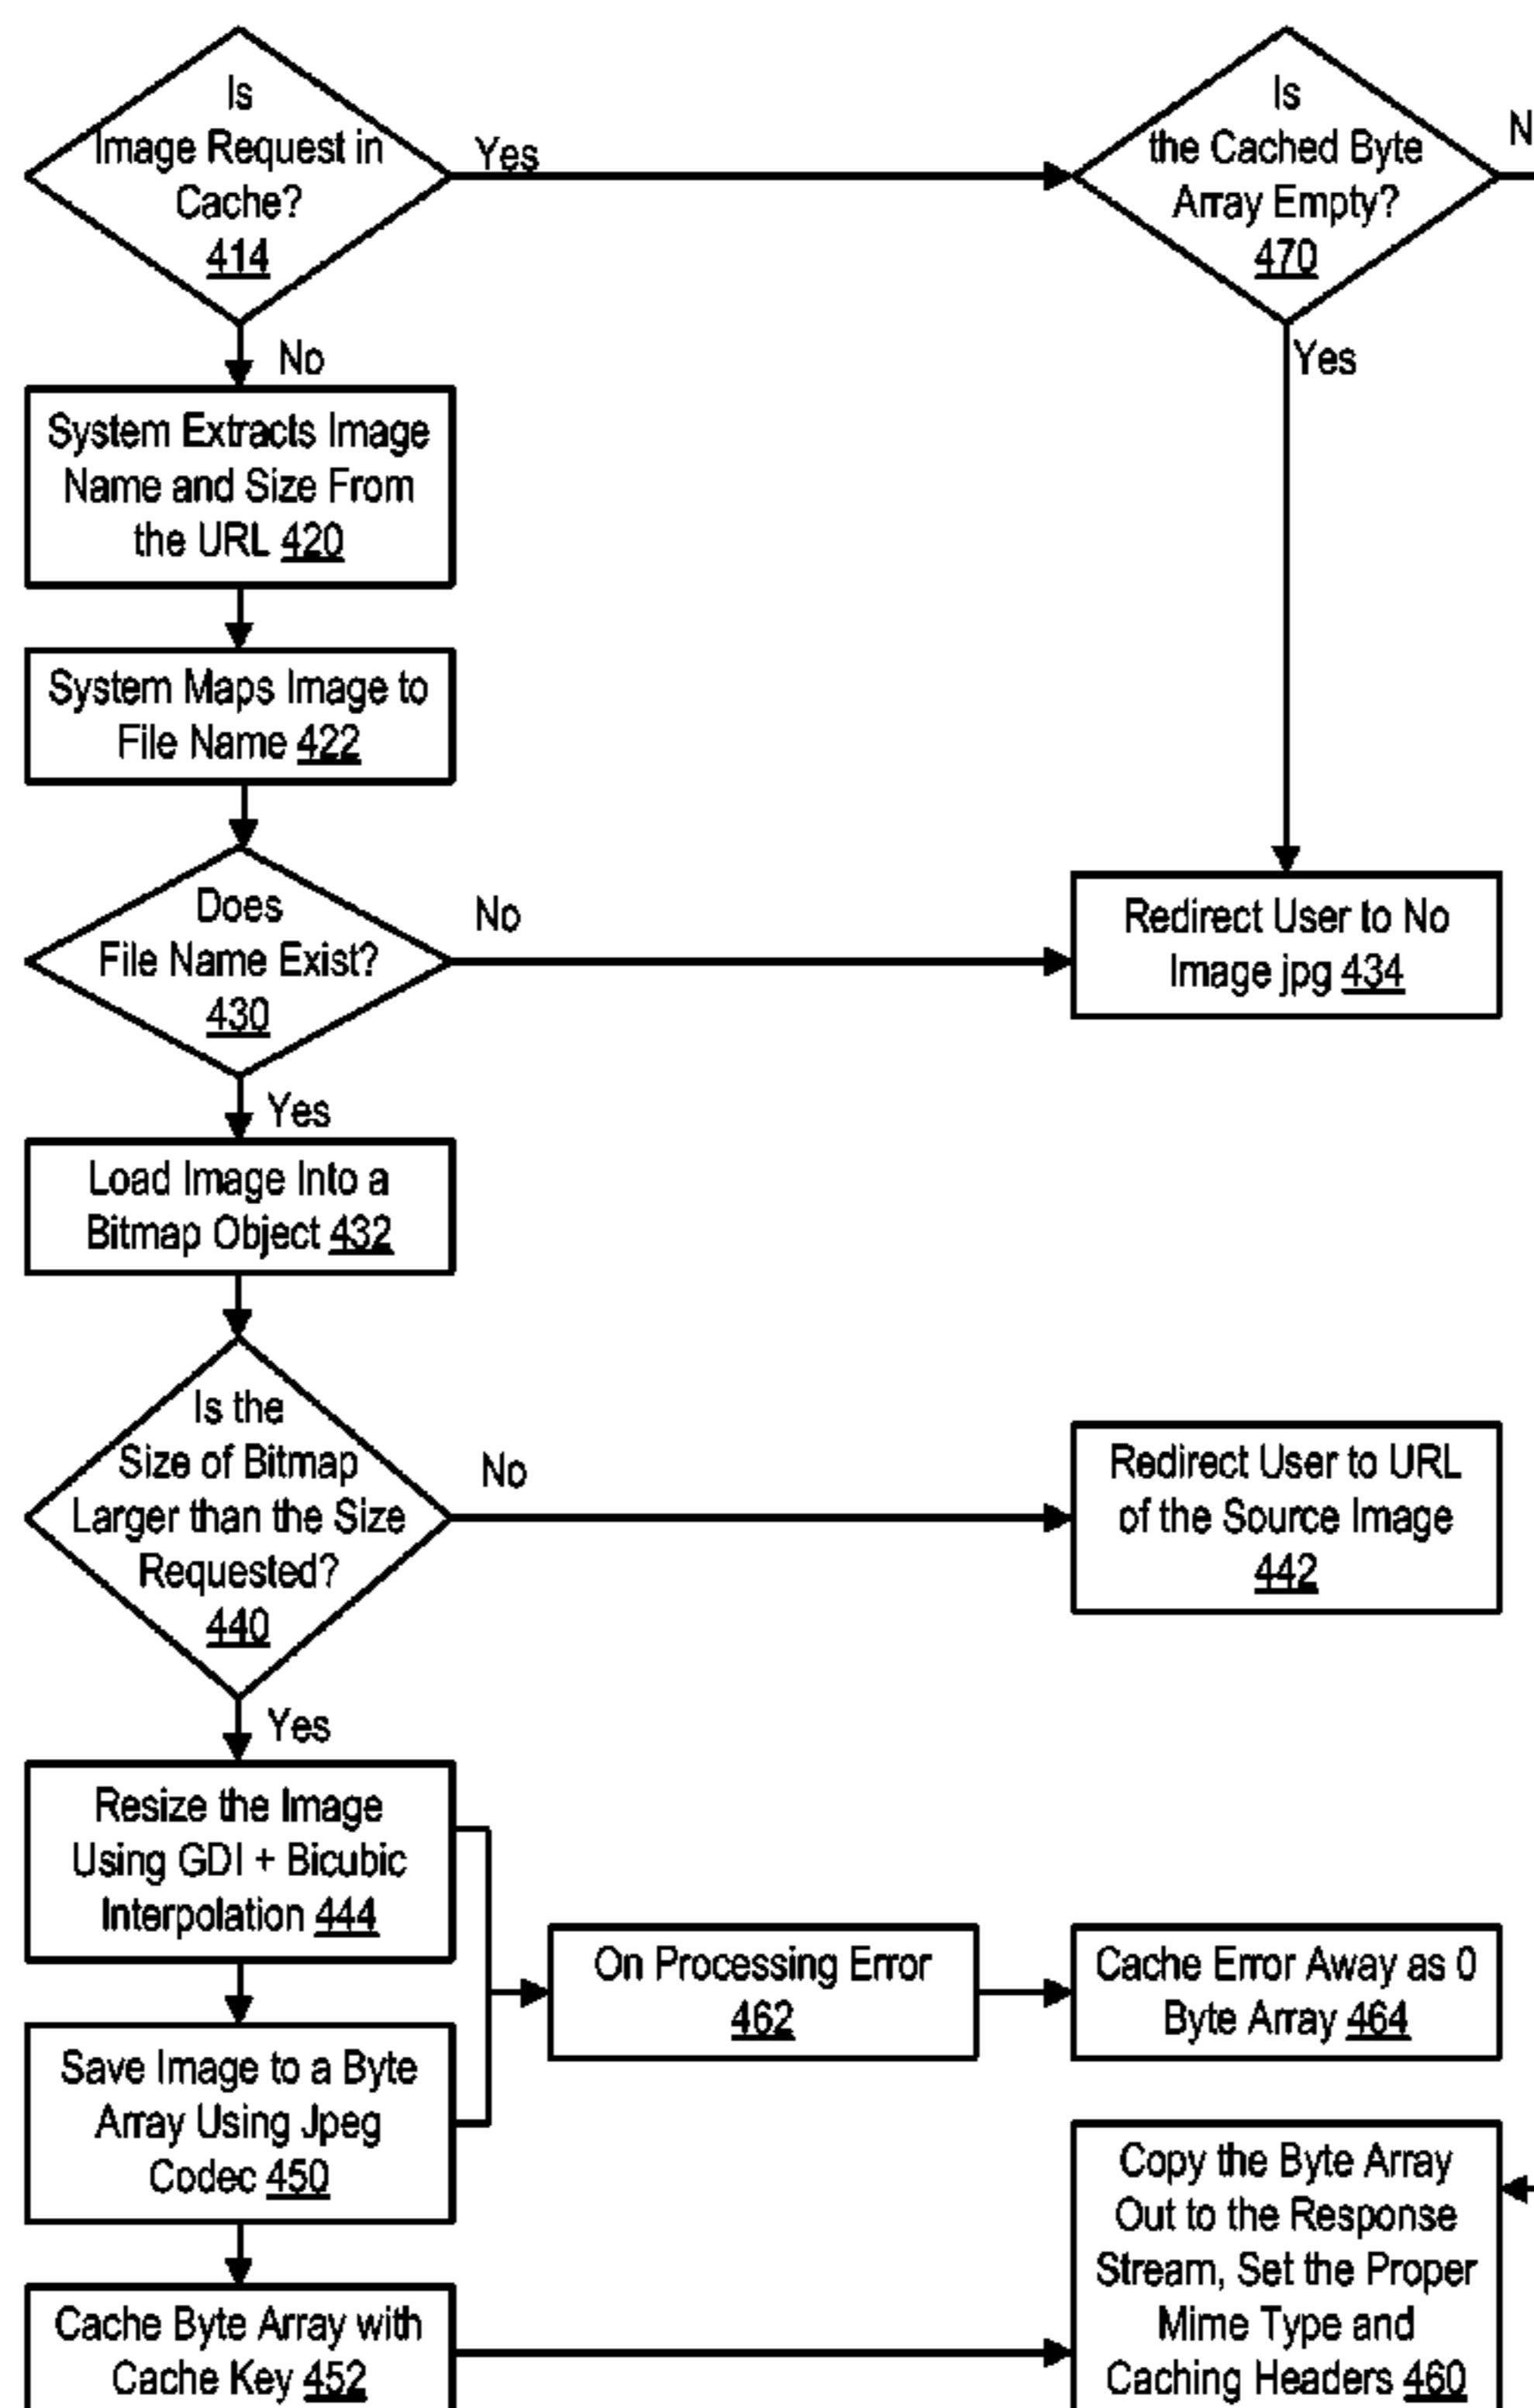 Is
Image Request in
Cache?
414
Yes
Is
the Cached Byte
Array Empty?
470
N
No
Yes
System Extracts Image
Name and Size From
the URL 420
System Maps Image to
File Name 422
Does
File Name Exist?
430
No
Redirect User to No
Image jpg 434
Yes
Load Image Into a
Bitmap Object 432
Is the
Size of Bitmap
Larger than the Size
Requested?
440
No
Redirect User to URL
of the Source Image
442
Yes
Resize the Image
Using GDI + Bicubic
Interpolation 444
On Processing Error
462
Cache Error Away as 0
Byte Array 464
Save Image to a Byte
Array Using Jpeg
Codec 450
Copy the Byte Array
Out to the Response
Stream, Set the Proper
Mime Type and
Caching Headers 460
Cache Byte Array with
Cache Key 452